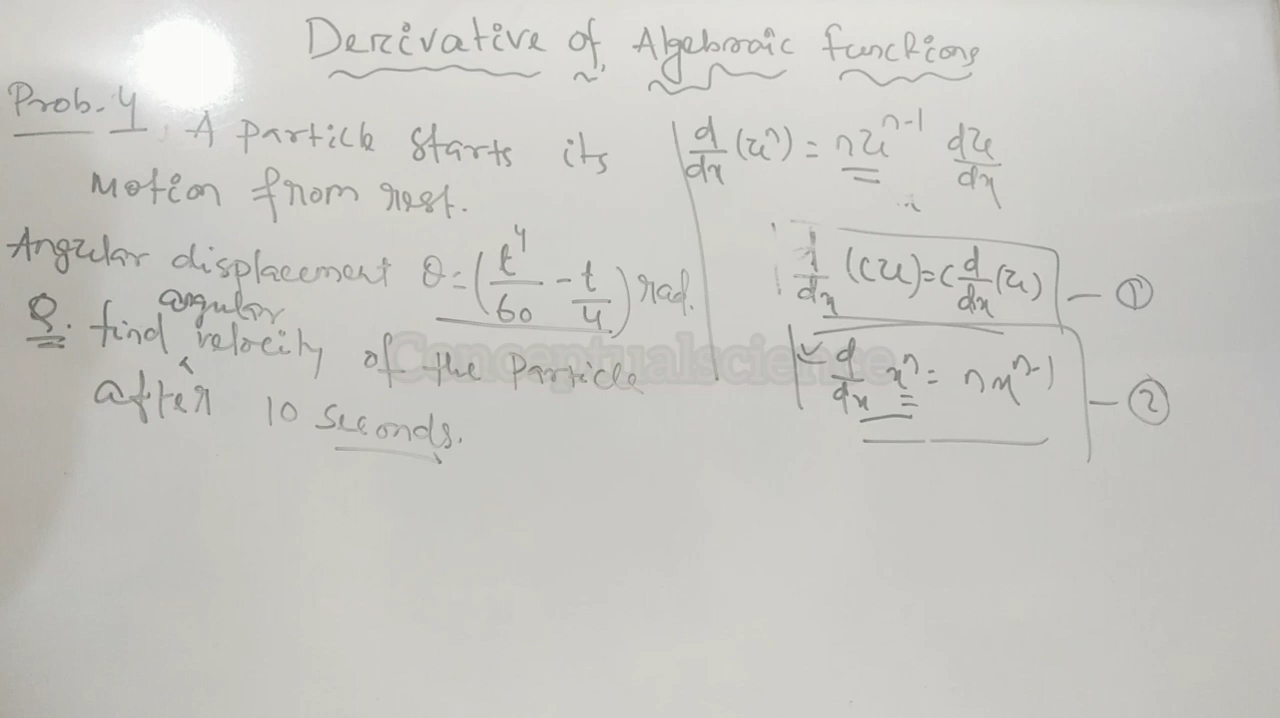 Derivative of Algebraic functions
Prob. 4, A particle starts its
motion from rest.
Angular displacement θ = (t⁴/60 - t/4) rad.
Q. find angular velocity of the particle
after 10 seconds.
d/dx (uⁿ) = nuⁿ⁻¹ du/dx
d/dx (cu) = c d/dx (u) — ①
d/dx xⁿ = nxⁿ⁻¹ — ②
Conceptualscience